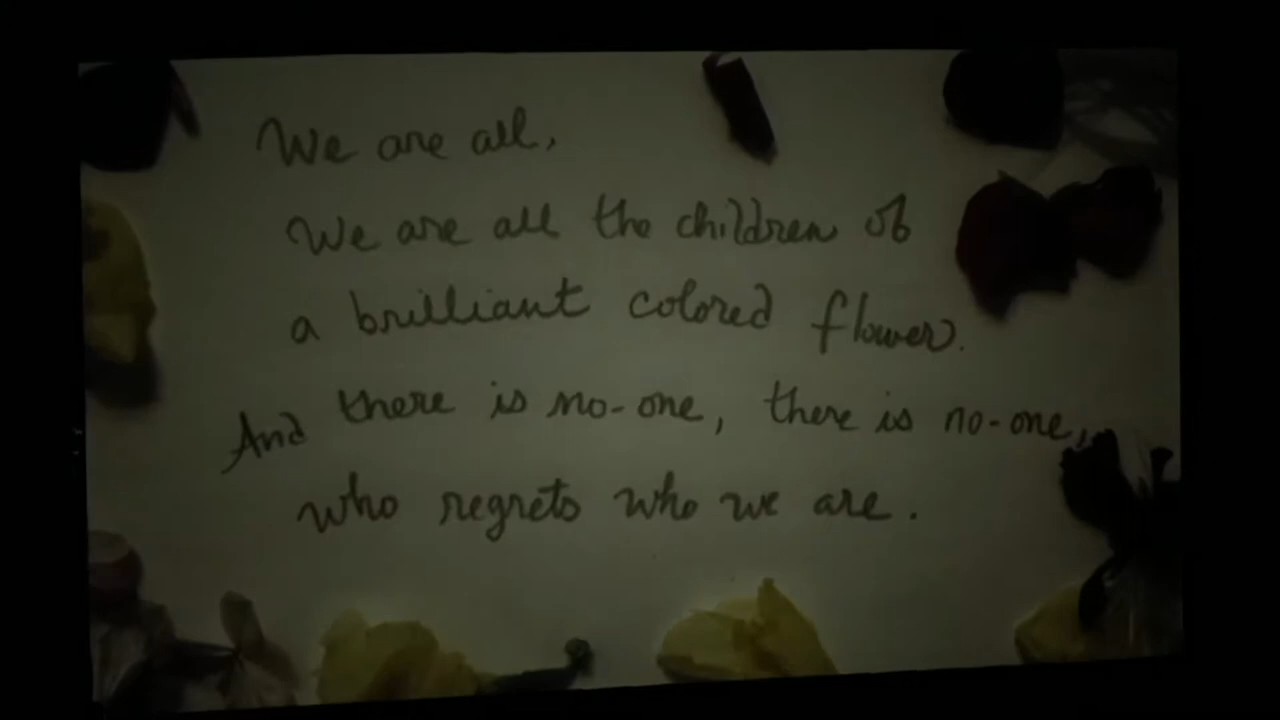 We are all,
We are all the children of
a brilliant colored flower.
And there is no-one, there is no-one,
who regrets who we are.